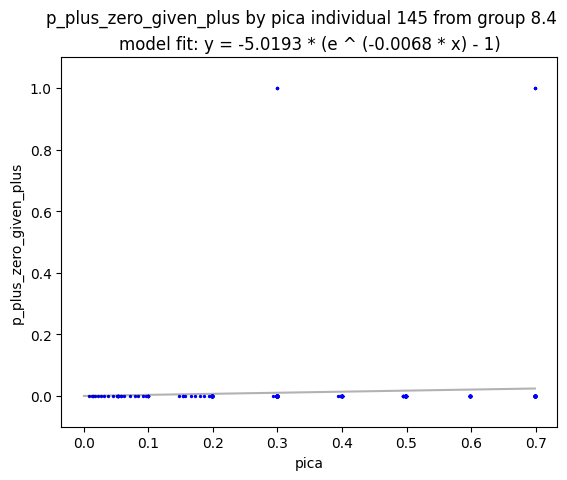 p_plus_zero_given_plus by pica individual 145 from group 8.4
model fit: y = -5.0193 * (e ^ (-0.0068 * x) - 1)
1.0
0.8
0.6
0.4
0.2
0.0
p_plus_zero_given_plus
0.0 0.1 0.2 0.3 0.4 0.5 0.6 0.7
pica